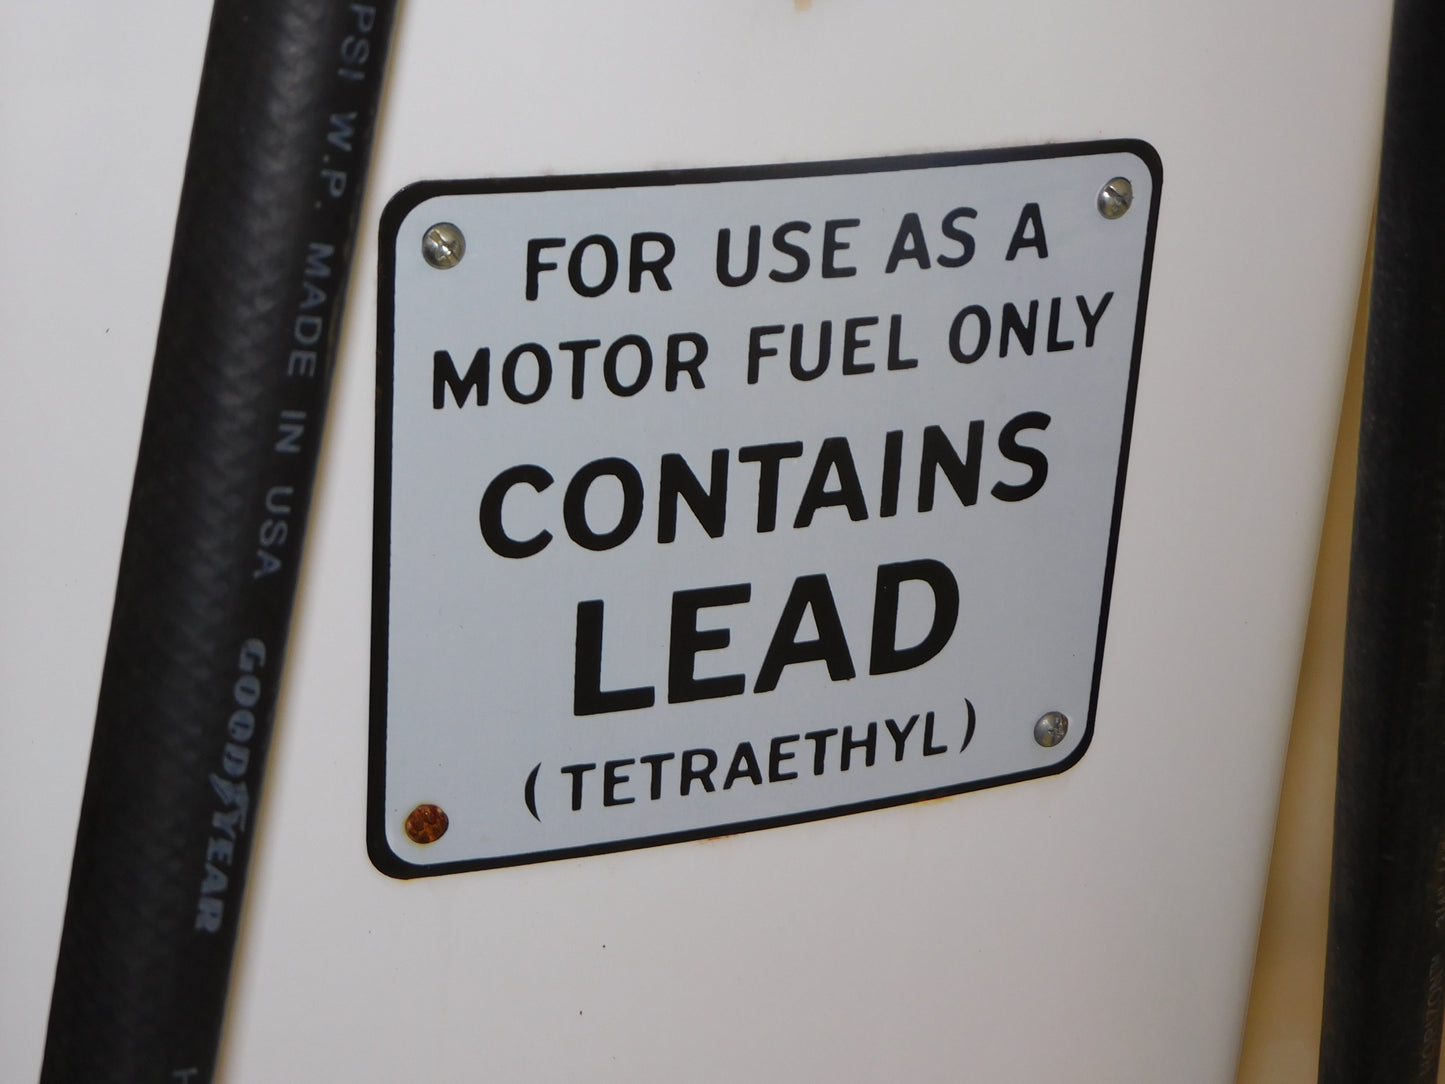 PSI W.P. MADE IN USA GOODYEAR
FOR USE AS A
MOTOR FUEL ONLY
CONTAINS
LEAD
(TETRAETHYL)